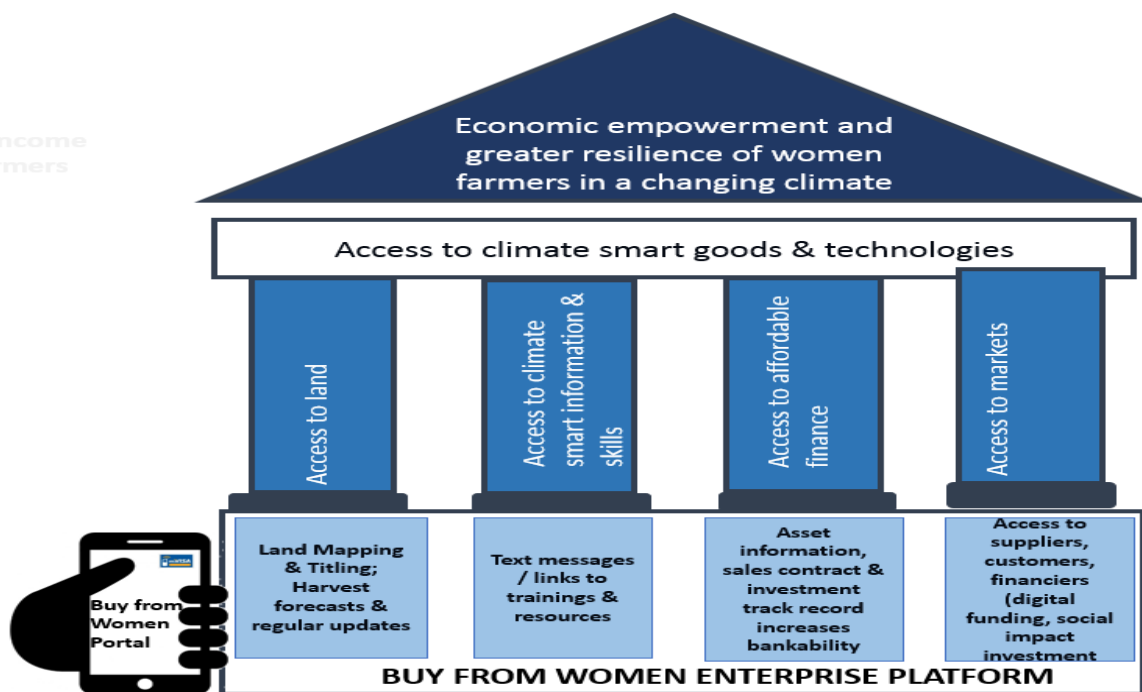 ncome
rmers
Economic empowerment and
greater resilience of women
farmers in a changing climate
Access to climate smart goods & technologies
Access to land
Access to climate
smart information &
skills
Access to affordable
finance
Access to markets
Buy from
Women
Portal
Land Mapping
& Titling;
Harvest
forecasts &
regular updates
Text messages
/ links to
trainings &
resources
Asset
information,
sales contract &
investment
track record
increases
bankability
Access to
suppliers,
customers,
financiers
(digital
funding, social
impact
investment
BUY FROM WOMEN ENTERPRISE PLATFORM